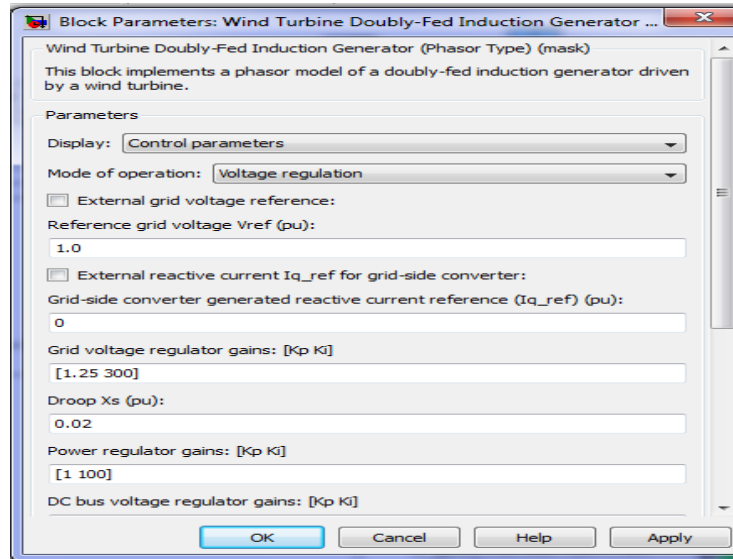 Block Parameters: Wind Turbine Doubly-Fed Induction Generator ...
Wind Turbine Doubly-Fed Induction Generator (Phasor Type) (mask)
This block implements a phasor model of a doubly-fed induction generator driven
by a wind turbine.
Parameters
Display: Control parameters
Mode of operation: Voltage regulation
External grid voltage reference:
Reference grid voltage Vref (pu):
1.0
External reactive current Iq_ref for grid-side converter:
Grid-side converter generated reactive current reference (Iq_ref) (pu):
0
Grid voltage regulator gains: [Kp Ki]
[1.25 300]
Droop Xs (pu):
0.02
Power regulator gains: [Kp Ki]
[1 100]
DC bus voltage regulator gains: [Kp Ki]
OK Cancel Help Apply